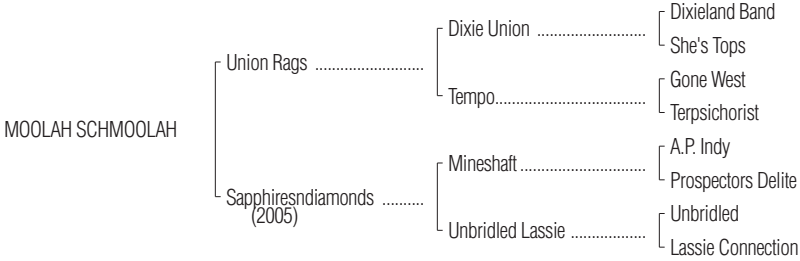 Dixieland Band
Dixie Union ..........................
She's Tops
Union Rags ..........................
Gone West
Tempo....................................
Terpsichorist
MOOLAH SCHMOOLAH
A.P. Indy
Mineshaft ..............................
Prospectors Delite
Sapphiresndiamonds ..........
(2005)
Unbridled
Unbridled Lassie ..................
Lassie Connection